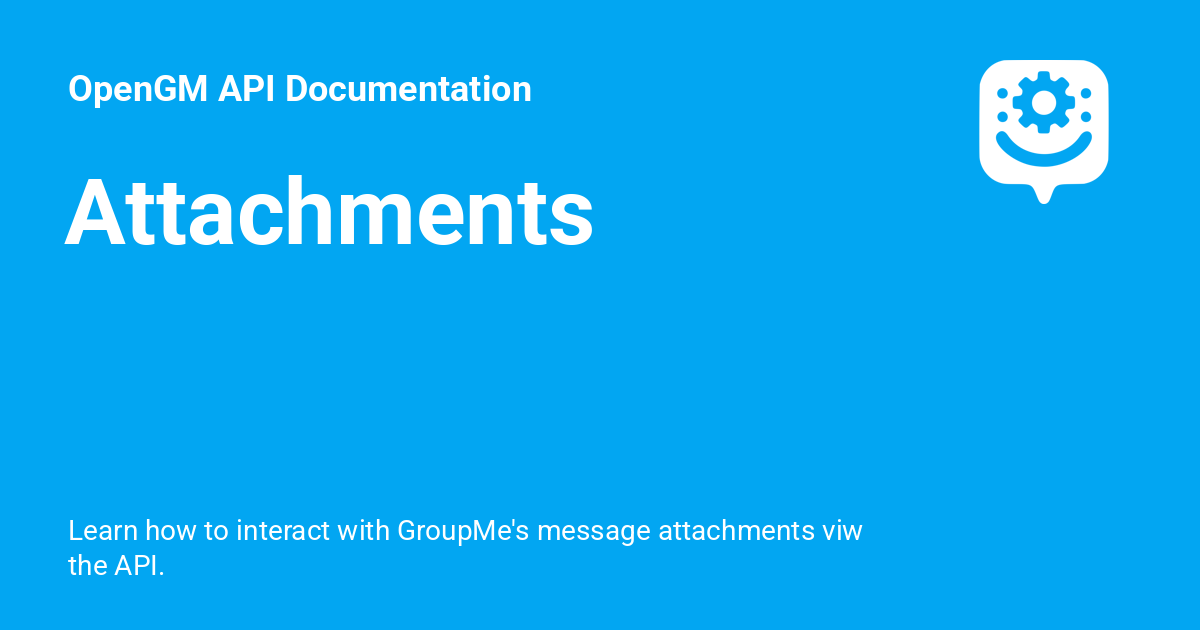 OpenGM API Documentation
Attachments
Learn how to interact with GroupMe's message attachments viw
the API.